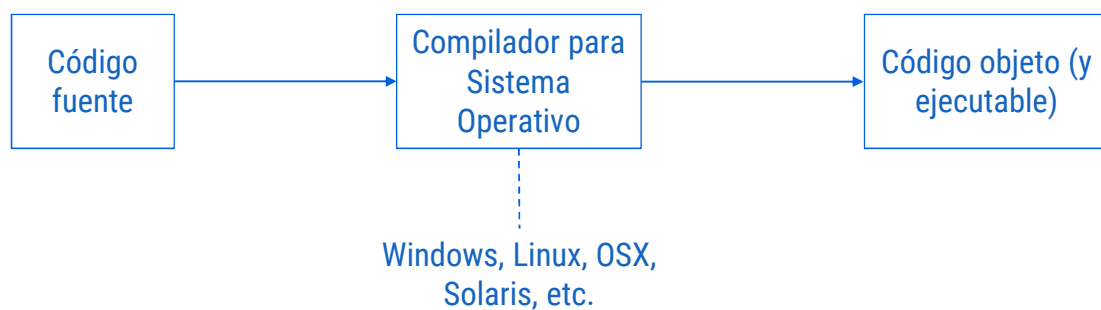 Código
fuente
Compilador para
Sistema
Operativo
Código objeto (y
ejecutable)
Windows, Linux, OSX,
Solaris, etc.